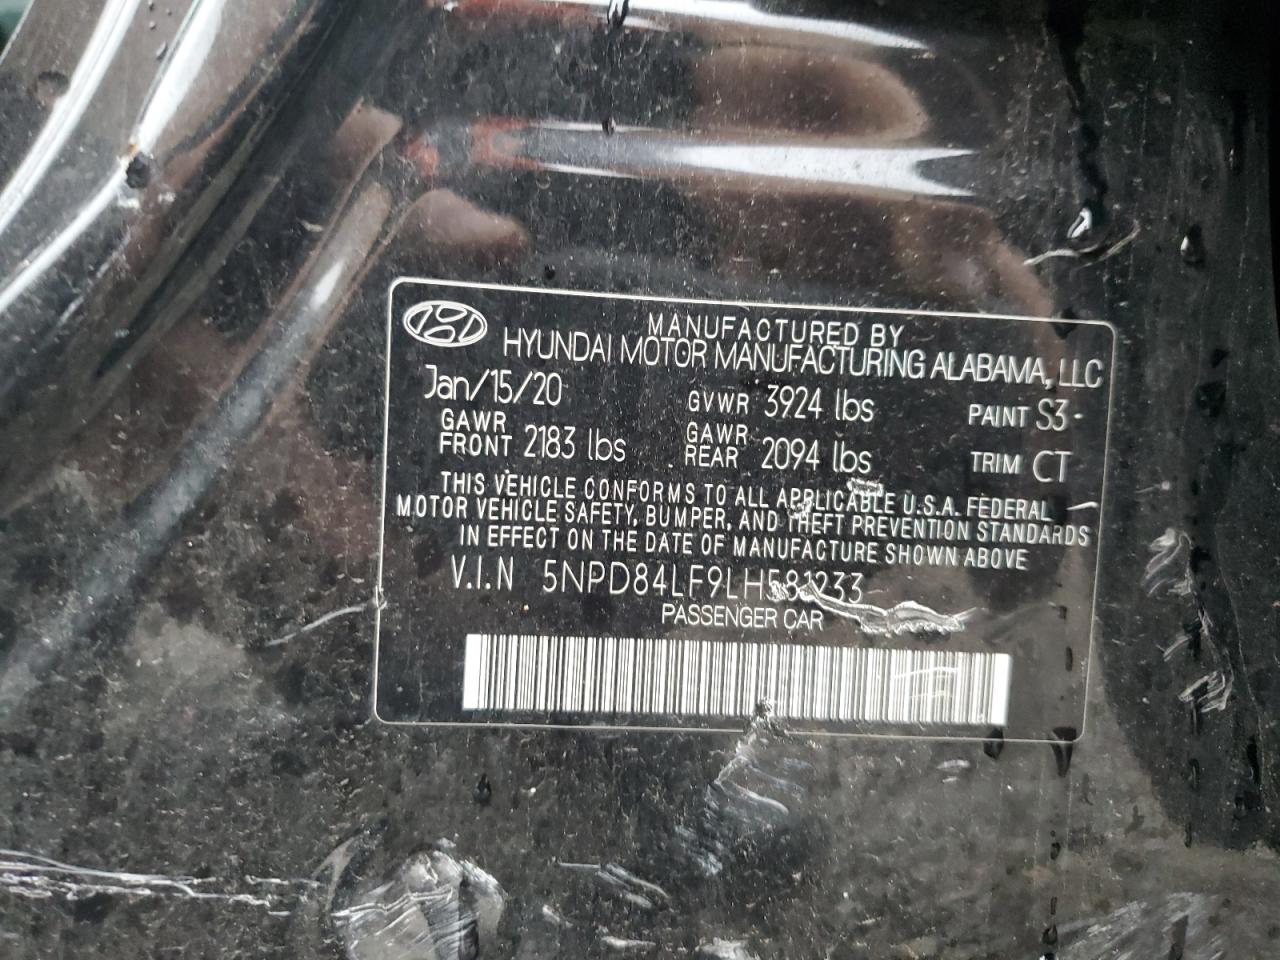 MANUFACTURED BY
HYUNDAI MOTOR MANUFACTURING ALABAMA, LLC
Jan/15/20 GVWR 3924 lbs PAINT S3-
GAWR FRONT 2183 lbs GAWR REAR 2094 lbs TRIM CT
THIS VEHICLE CONFORMS TO ALL APPLICABLE U.S.A. FEDERAL
MOTOR VEHICLE SAFETY, BUMPER, AND THEFT PREVENTION STANDARDS
IN EFFECT ON THE DATE OF MANUFACTURE SHOWN ABOVE
V.I.N 5NPD84LF9LH581233
PASSENGER CAR